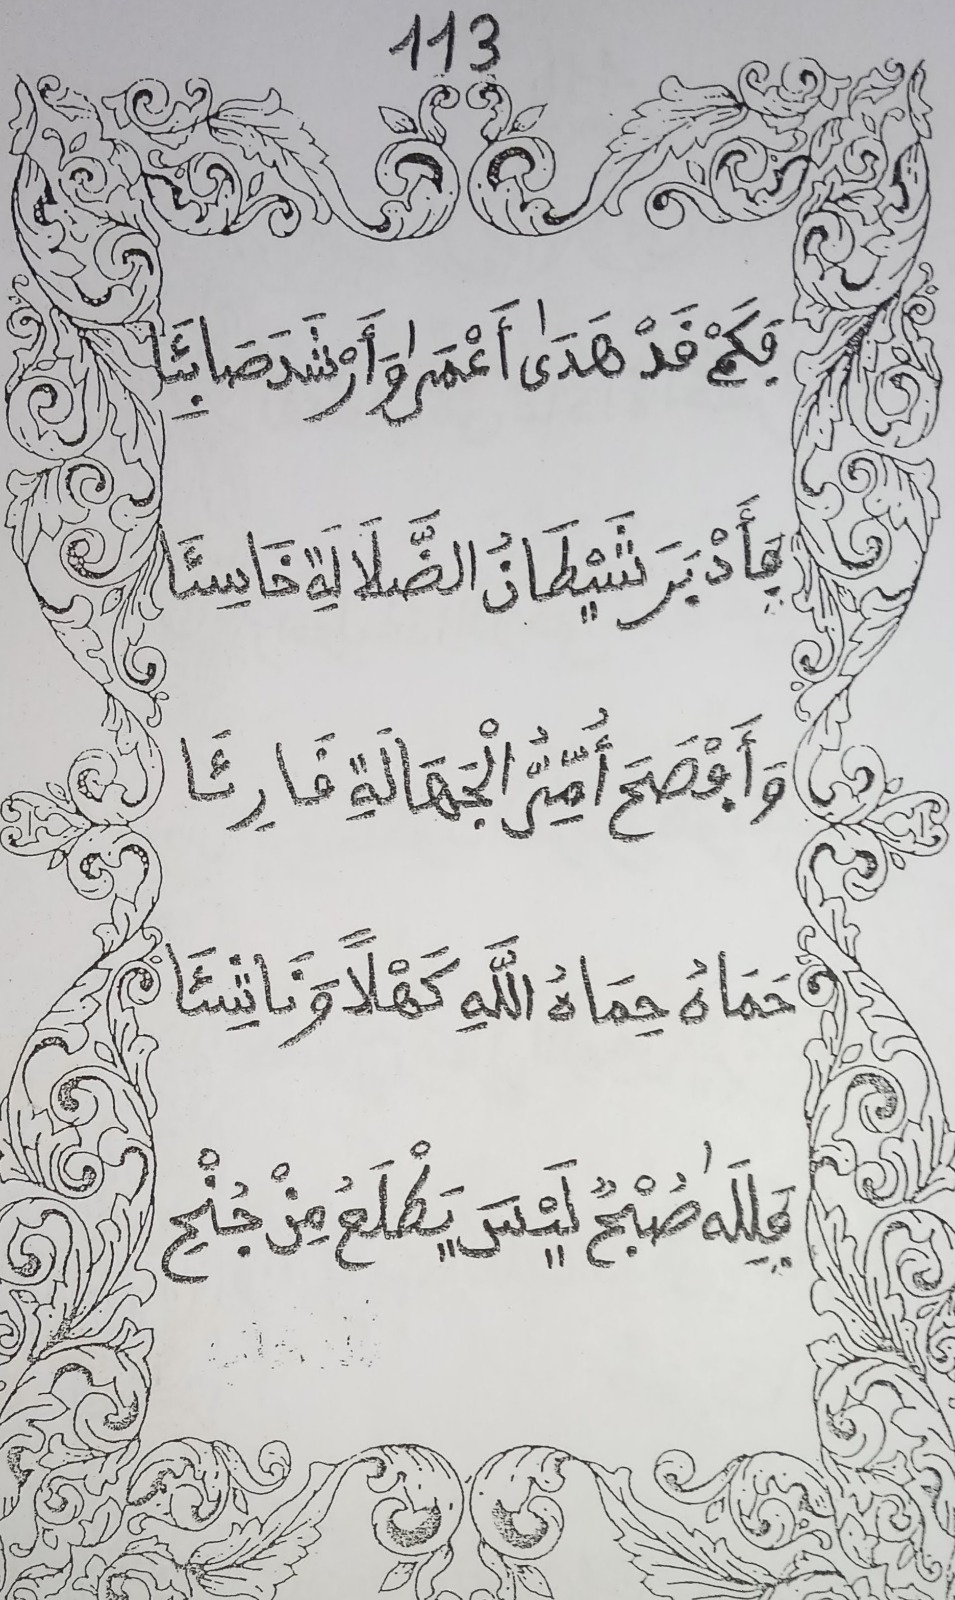 113
فَكَمْ قَدْ هَدَىٰ أَعْمَىٰ وَأَرْشَدَ صَابِئَا
فَأَدْبَرَ شَيْطَانُ الضَّلَالَةِ خَاسِئَا
وَأَفْصَحَ أُمِّيُّ الْجَهَالَةِ قَارِئَا
حَمَاهُ حِمَاهُ اللَّهِ كَهْلًا وَنَاشِئَا
فَلِلَّهِ صُبْحٌ لَيْسَ يَطْلَعُ مِنْ جُنْحِ